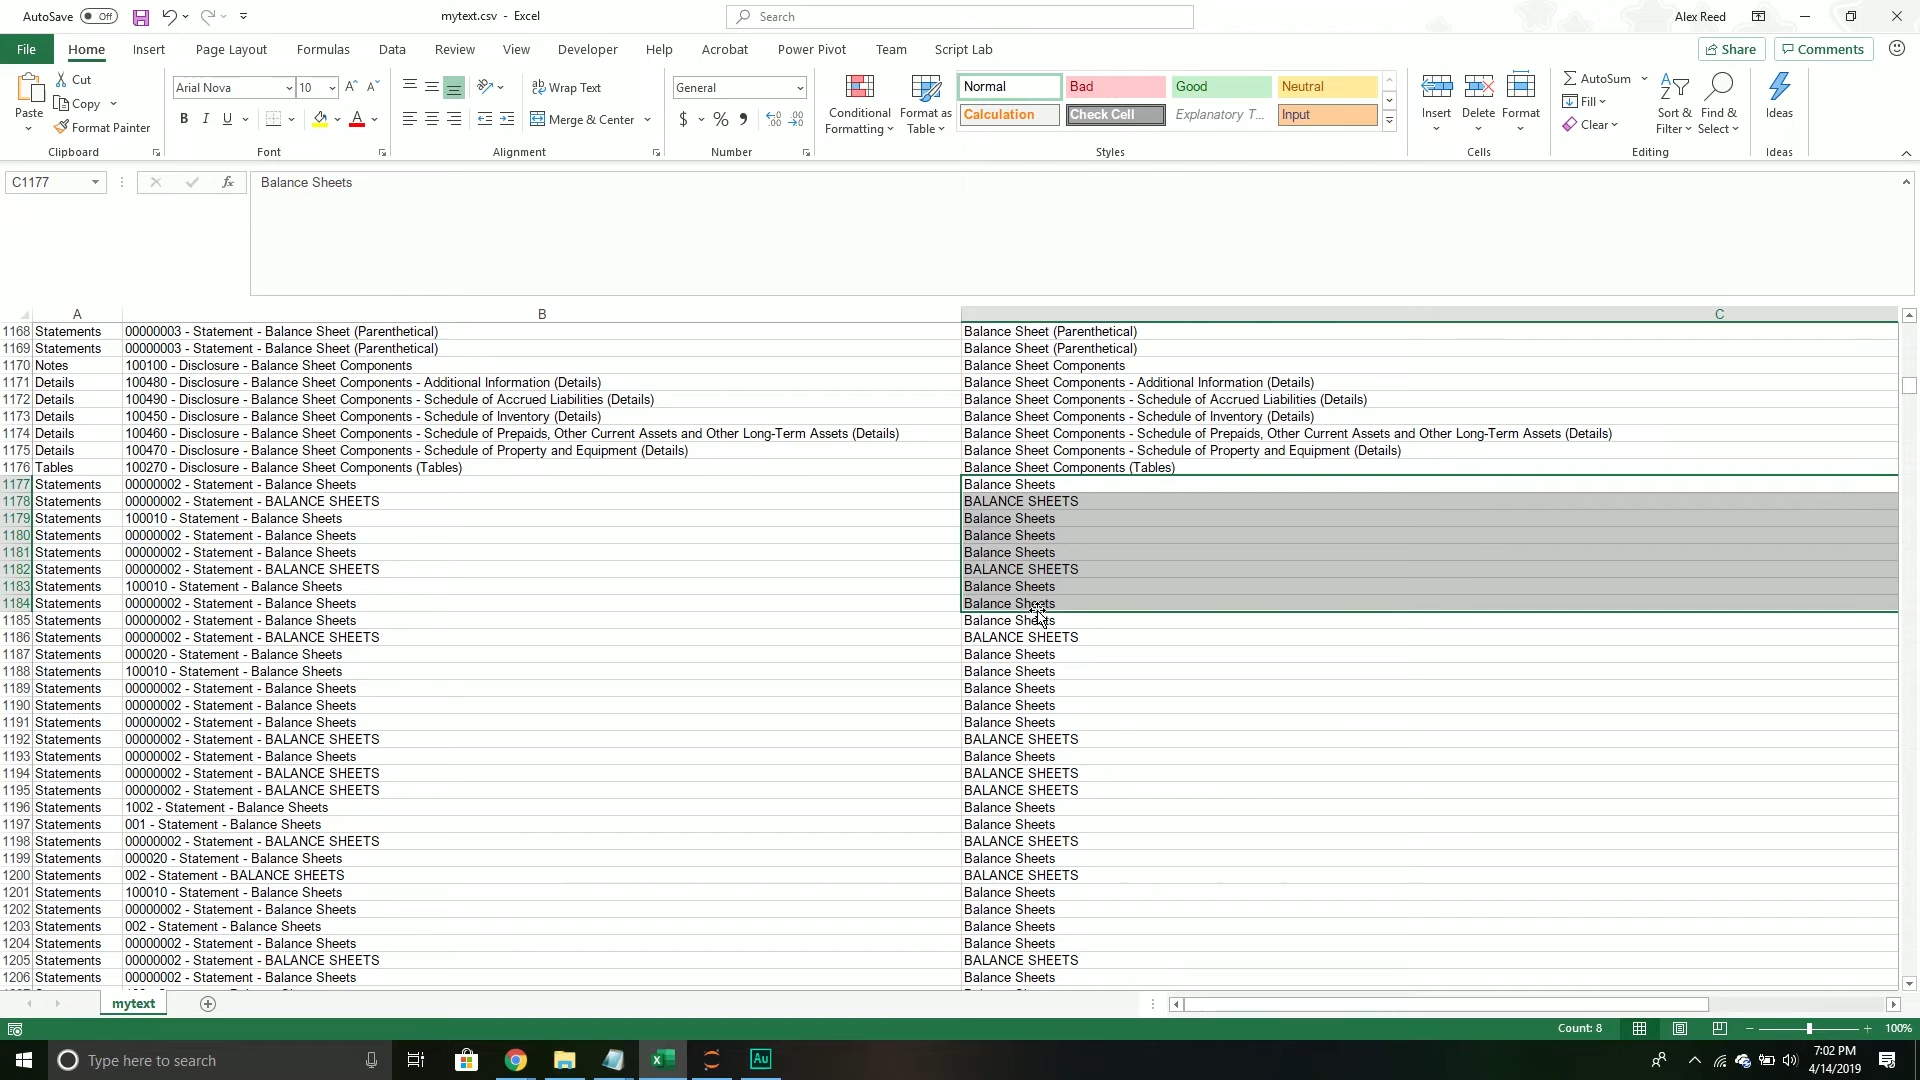 AutoSave Off mytext.csv - Excel Search Alex Reed
File Home Insert Page Layout Formulas Data Review View Developer Help Acrobat Power Pivot Team Script Lab Share Comments
Paste Cut Copy Format Painter
Clipboard
Arial Nova 10
B I U A
Font
Wrap Text
Merge & Center
Alignment
General
$ % ,
Number
Conditional Formatting
Format as Table
Normal Bad Good Neutral
Calculation Check Cell Explanatory T... Input
Styles
Insert Delete Format
Cells
AutoSum
Fill
Clear
Sort & Filter
Find & Select
Editing
Ideas
Ideas
C1177 fx Balance Sheets
A B C
1168 Statements 00000003 - Statement - Balance Sheet (Parenthetical) Balance Sheet (Parenthetical)
1169 Statements 00000003 - Statement - Balance Sheet (Parenthetical) Balance Sheet (Parenthetical)
1170 Notes 100100 - Disclosure - Balance Sheet Components Balance Sheet Components
1171 Details 100480 - Disclosure - Balance Sheet Components - Additional Information (Details) Balance Sheet Components - Additional Information (Details)
1172 Details 100490 - Disclosure - Balance Sheet Components - Schedule of Accrued Liabilities (Details) Balance Sheet Components - Schedule of Accrued Liabilities (Details)
1173 Details 100450 - Disclosure - Balance Sheet Components - Schedule of Inventory (Details) Balance Sheet Components - Schedule of Inventory (Details)
1174 Details 100460 - Disclosure - Balance Sheet Components - Schedule of Prepaids, Other Current Assets and Other Long-Term Assets (Details) Balance Sheet Components - Schedule of Prepaids, Other Current Assets and Other Long-Term Assets (Details)
1175 Details 100470 - Disclosure - Balance Sheet Components - Schedule of Property and Equipment (Details) Balance Sheet Components - Schedule of Property and Equipment (Details)
1176 Tables 100270 - Disclosure - Balance Sheet Components (Tables) Balance Sheet Components (Tables)
1177 Statements 00000002 - Statement - Balance Sheets Balance Sheets
1178 Statements 00000002 - Statement - BALANCE SHEETS BALANCE SHEETS
1179 Statements 100010 - Statement - Balance Sheets Balance Sheets
1180 Statements 00000002 - Statement - Balance Sheets Balance Sheets
1181 Statements 00000002 - Statement - Balance Sheets Balance Sheets
1182 Statements 00000002 - Statement - BALANCE SHEETS BALANCE SHEETS
1183 Statements 100010 - Statement - Balance Sheets Balance Sheets
1184 Statements 00000002 - Statement - Balance Sheets Balance Sheets
1185 Statements 00000002 - Statement - Balance Sheets Balance Sheets
1186 Statements 00000002 - Statement - BALANCE SHEETS BALANCE SHEETS
1187 Statements 000020 - Statement - Balance Sheets Balance Sheets
1188 Statements 100010 - Statement - Balance Sheets Balance Sheets
1189 Statements 00000002 - Statement - Balance Sheets Balance Sheets
1190 Statements 00000002 - Statement - Balance Sheets Balance Sheets
1191 Statements 00000002 - Statement - Balance Sheets Balance Sheets
1192 Statements 00000002 - Statement - BALANCE SHEETS BALANCE SHEETS
1193 Statements 00000002 - Statement - Balance Sheets Balance Sheets
1194 Statements 00000002 - Statement - BALANCE SHEETS BALANCE SHEETS
1195 Statements 00000002 - Statement - BALANCE SHEETS BALANCE SHEETS
1196 Statements 1002 - Statement - Balance Sheets Balance Sheets
1197 Statements 001 - Statement - Balance Sheets Balance Sheets
1198 Statements 00000002 - Statement - BALANCE SHEETS BALANCE SHEETS
1199 Statements 000020 - Statement - Balance Sheets Balance Sheets
1200 Statements 002 - Statement - BALANCE SHEETS BALANCE SHEETS
1201 Statements 100010 - Statement - Balance Sheets Balance Sheets
1202 Statements 00000002 - Statement - Balance Sheets Balance Sheets
1203 Statements 002 - Statement - Balance Sheets Balance Sheets
1204 Statements 00000002 - Statement - Balance Sheets Balance Sheets
1205 Statements 00000002 - Statement - BALANCE SHEETS BALANCE SHEETS
1206 Statements 00000002 - Statement - Balance Sheets Balance Sheets
mytext
Count: 8 100%
Type here to search Au 7:02 PM
4/14/2019